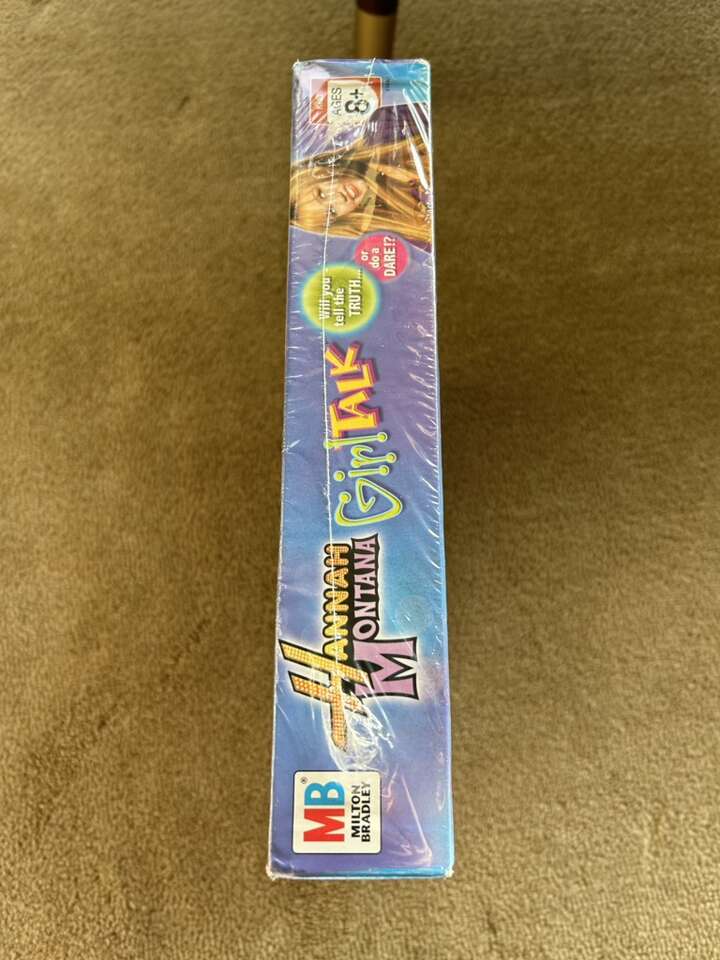 MB
MILTON
BRADLEY
HANNAH
MONTANA
Girl TALK
Will you
tell the
TRUTH...
or
do a
DARE!?
AGES
8+